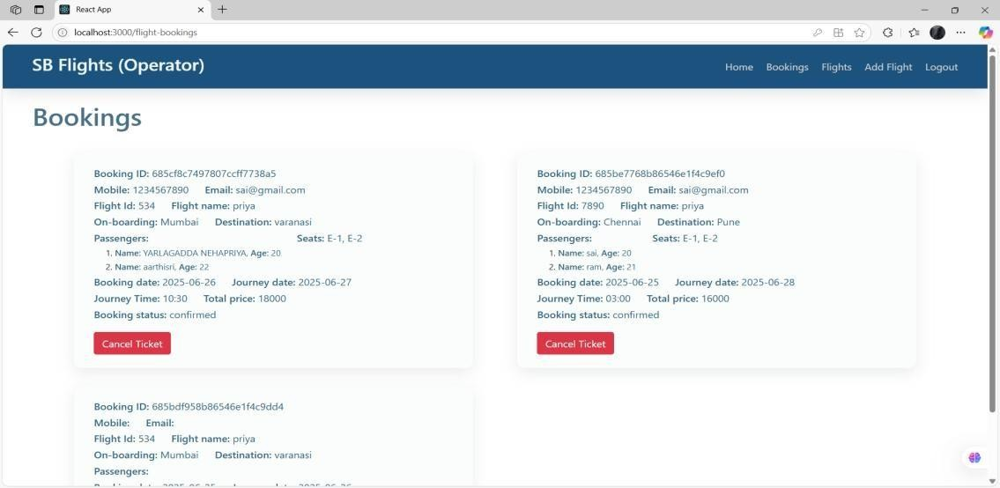 React App
localhost:3000/flight-bookings
SB Flights (Operator)
Home Bookings Flights Add Flight Logout
Bookings
Booking ID: 685cf8c7497807ccff7738a5
Mobile: 1234567890 Email: sai@gmail.com
Flight Id: 534 Flight name: priya
On-boarding: Mumbai Destination: varanasi
Passengers: Seats: E-1, E-2
1. Name: YARLAGADDA NEHAPRIYA, Age: 20
2. Name: aarthisri, Age: 22
Booking date: 2025-06-26 Journey date: 2025-06-27
Journey Time: 10:30 Total price: 18000
Booking status: confirmed
Cancel Ticket
Booking ID: 685be7768b86546e1f4c9ef0
Mobile: 1234567890 Email: sai@gmail.com
Flight Id: 7890 Flight name: priya
On-boarding: Chennai Destination: Pune
Passengers: Seats: E-1, E-2
1. Name: sai, Age: 20
2. Name: ram, Age: 21
Booking date: 2025-06-25 Journey date: 2025-06-28
Journey Time: 03:00 Total price: 16000
Booking status: confirmed
Cancel Ticket
Booking ID: 685bdf958b86546e1f4c9dd4
Mobile: Email:
Flight Id: 534 Flight name: priya
On-boarding: Mumbai Destination: varanasi
Passengers: